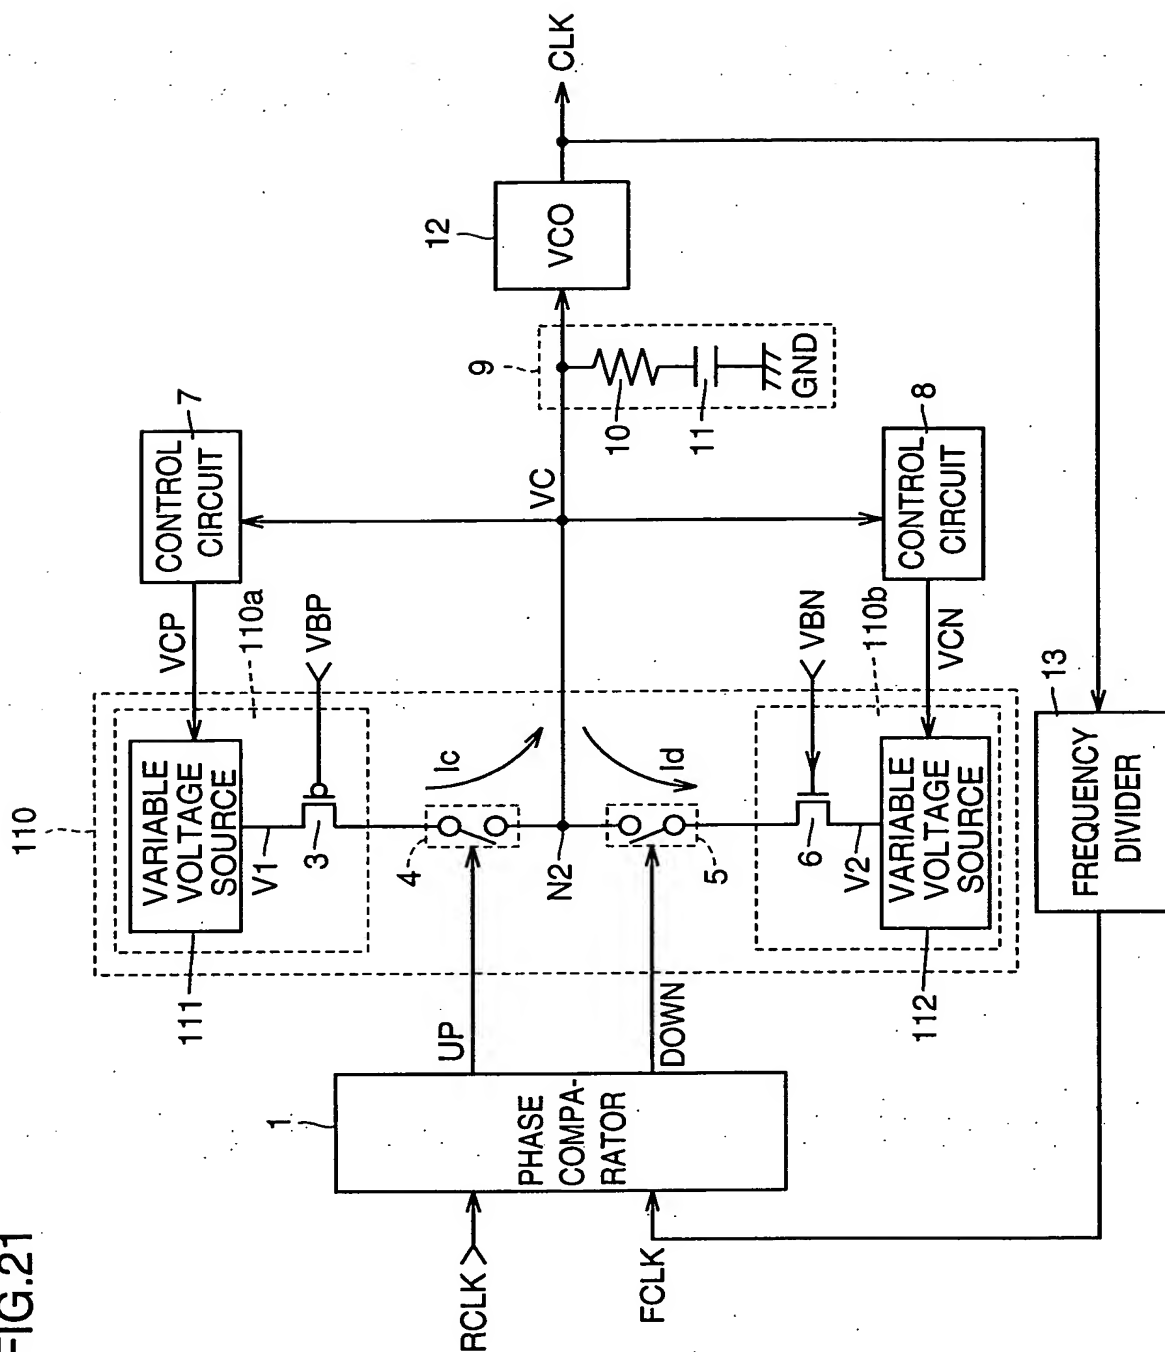 FIG.21
110
111
VARIABLE
VOLTAGE
SOURCE
VCP
CONTROL
CIRCUIT
7
110a
V1
3
VBP
RCLK
FCLK
1
PHASE
COMPA-
RATOR
UP
DOWN
4
Ic
N2
Id
5
VC
9
10
11
GND
12
VCO
CLK
6
VBN
110b
V2
112
VARIABLE
VOLTAGE
SOURCE
VCN
CONTROL
CIRCUIT
8
13
FREQUENCY
DIVIDER